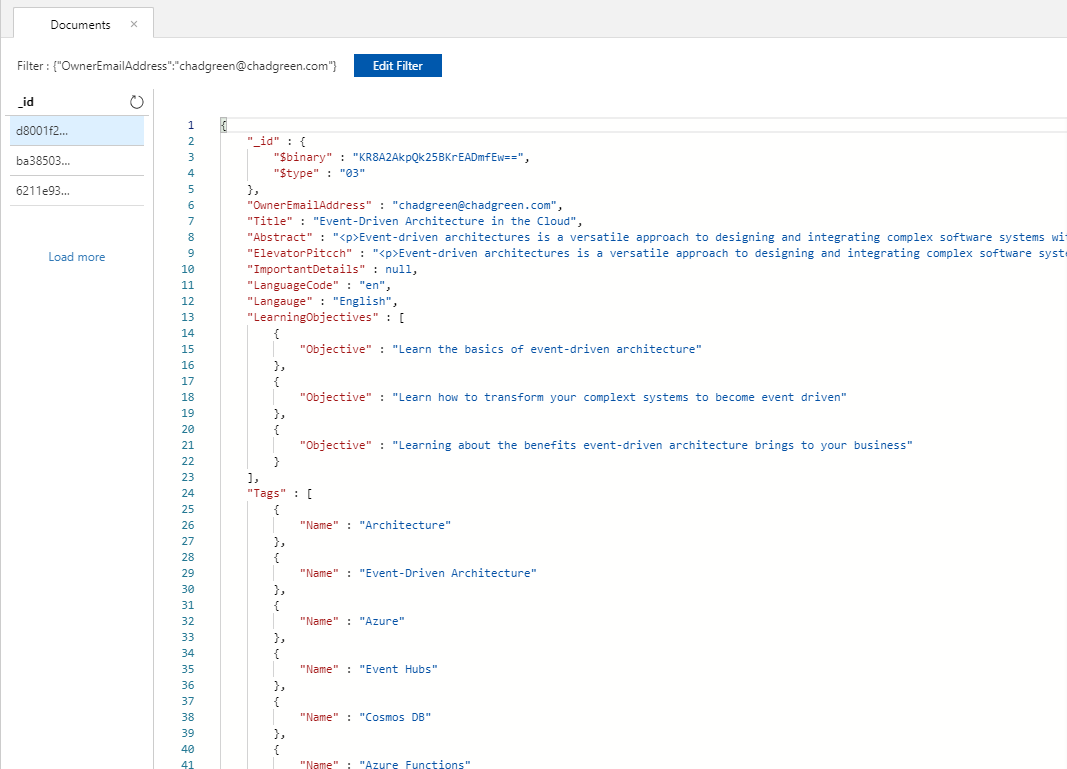 Documents
Filter : {"OwnerEmailAddress":"chadgreen@chadgreen.com"}
Edit Filter
_id
d8001f2...
ba38503...
6211e93...
Load more
1 {
2 "_id" : {
3 "$binary" : "KR8A2AkpQk25BKrEADmfEw==",
4 "$type" : "03"
5 },
6 "OwnerEmailAddress" : "chadgreen@chadgreen.com",
7 "Title" : "Event-Driven Architecture in the Cloud",
8 "Abstract" : "<p>Event-driven architectures is a versatile approach to designing and integrating complex software systems wi
9 "ElevatorPitcch" : "<p>Event-driven architectures is a versatile approach to designing and integrating complex software syst
10 "ImportantDetails" : null,
11 "LanguageCode" : "en",
12 "Langauge" : "English",
13 "LearningObjectives" : [
14 {
15 "Objective" : "Learn the basics of event-driven architecture"
16 },
17 {
18 "Objective" : "Learn how to transform your complext systems to become event driven"
19 },
20 {
21 "Objective" : "Learning about the benefits event-driven architecture brings to your business"
22 }
23 ],
24 "Tags" : [
25 {
26 "Name" : "Architecture"
27 },
28 {
29 "Name" : "Event-Driven Architecture"
30 },
31 {
32 "Name" : "Azure"
33 },
34 {
35 "Name" : "Event Hubs"
36 },
37 {
38 "Name" : "Cosmos DB"
39 },
40 {
41 "Name" : "Azure Functions"